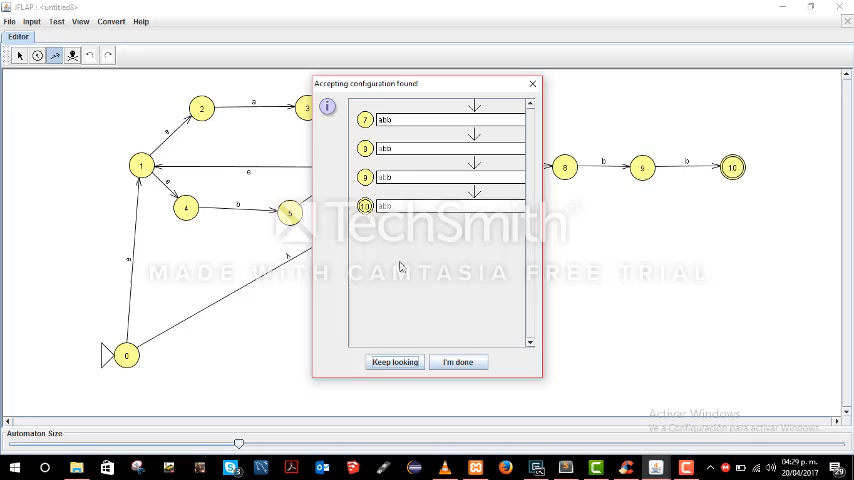 JFLAP : <untitled8>
File Input Test View Convert Help
Editor
Accepting configuration found!
7 abb
8 abb
9 abb
10 abb
2 a 3
e
1 e 8 b 9 b 10
e
4 b 5
e
0
TechSmith
MADE WITH CAMTASIA FREE TRIAL
Keep looking I'm done
Activar Windows
Ve a Configuración para activar Windows.
Automaton Size
04:29 p. m.
20/04/2017
3
29